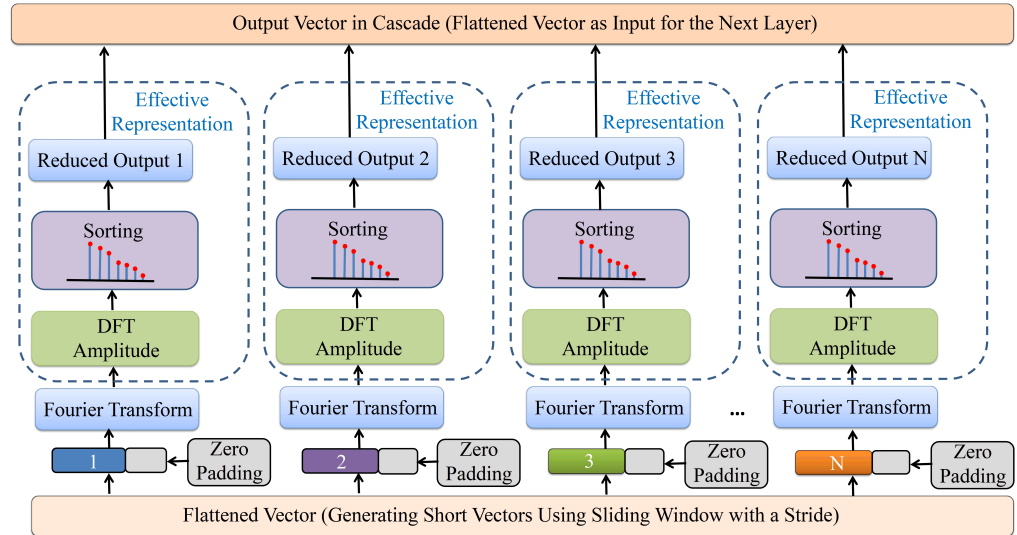 Output Vector in Cascade (Flattened Vector as Input for the Next Layer)
Effective
Representation
Effective
Representation
Effective
Representation
Effective
Representation
Reduced Output 1
Reduced Output 2
Reduced Output 3
Reduced Output N
Sorting
Sorting
Sorting
Sorting
DFT
Amplitude
DFT
Amplitude
DFT
Amplitude
DFT
Amplitude
Fourier Transform
Fourier Transform
Fourier Transform
...
Fourier Transform
1
Zero
Padding
2
Zero
Padding
3
Zero
Padding
N
Zero
Padding
Flattened Vector (Generating Short Vectors Using Sliding Window with a Stride)